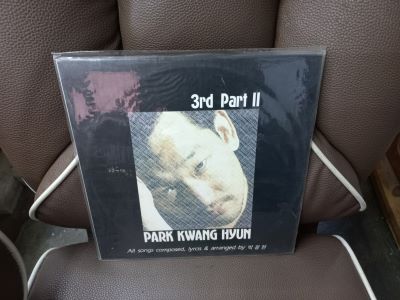 3rd Part II
PARK KWANG HYUN
All songs composed, lyrics & arranged by 박광현